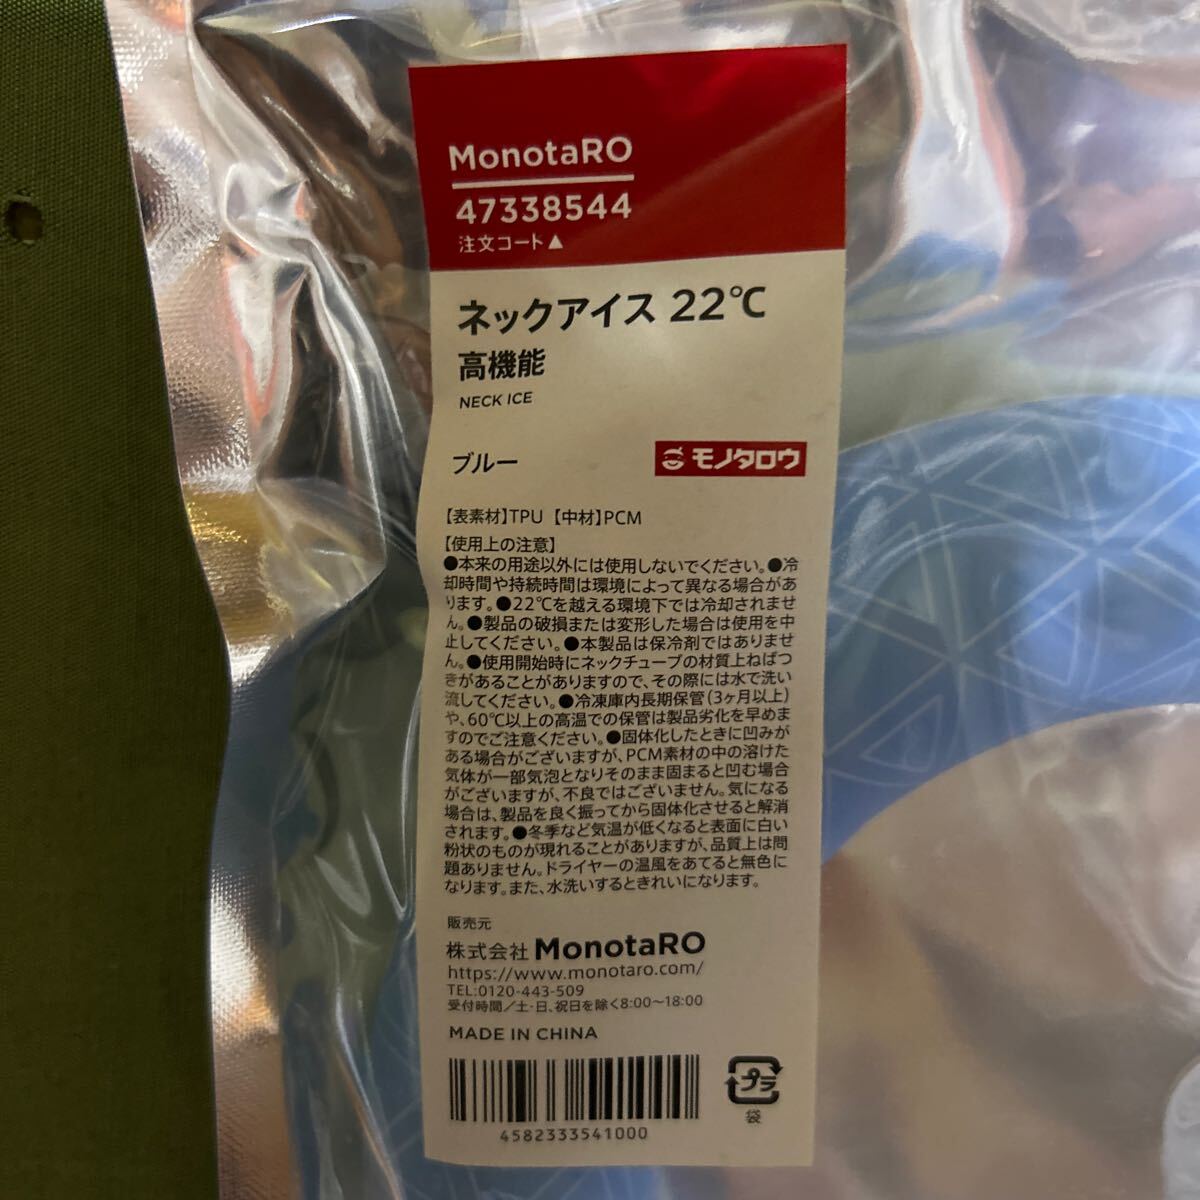 MonotaRO
47338544
注文コード▲
ネックアイス 22℃
高機能
NECK ICE
ブルー
モノタロウ
【表素材】TPU 【中材】PCM
【使用上の注意】
●本来の用途以外には使用しないでください。●冷
却時間や持続時間は環境によって異なる場合があ
ります。●22℃を越える環境下では冷却されませ
ん。●製品の破損または変形した場合は使用を中
止してください。●本製品は保冷剤ではありませ
ん。●使用開始時にネックチューブの材質上ねばつ
きがあることがありますので、その際には水で洗い
流してください。●冷凍庫内長期保管(3ヶ月以上)
や、60℃以上の高温での保管は製品劣化を早めま
すのでご注意ください。●固体化したときに凹みが
ある場合がございますが、PCM素材の中の溶けた
気体が一部気泡となりそのまま固まると凹む場合
がございますが、不良ではございません。気になる
場合は、製品を良く振ってから固体化させると解消
されます。●冬季など気温が低くなると表面に白い
粉状のものが現れることがありますが、品質上は問
題ありません。ドライヤーの温風をあてると無色に
なります。また、水洗いするときれいになります。
販売元
株式会社 MonotaRO
https://www.monotaro.com/
TEL:0120-443-509
受付時間/土・日、祝日を除く8:00~18:00
MADE IN CHINA
4582333541000
プラ
袋